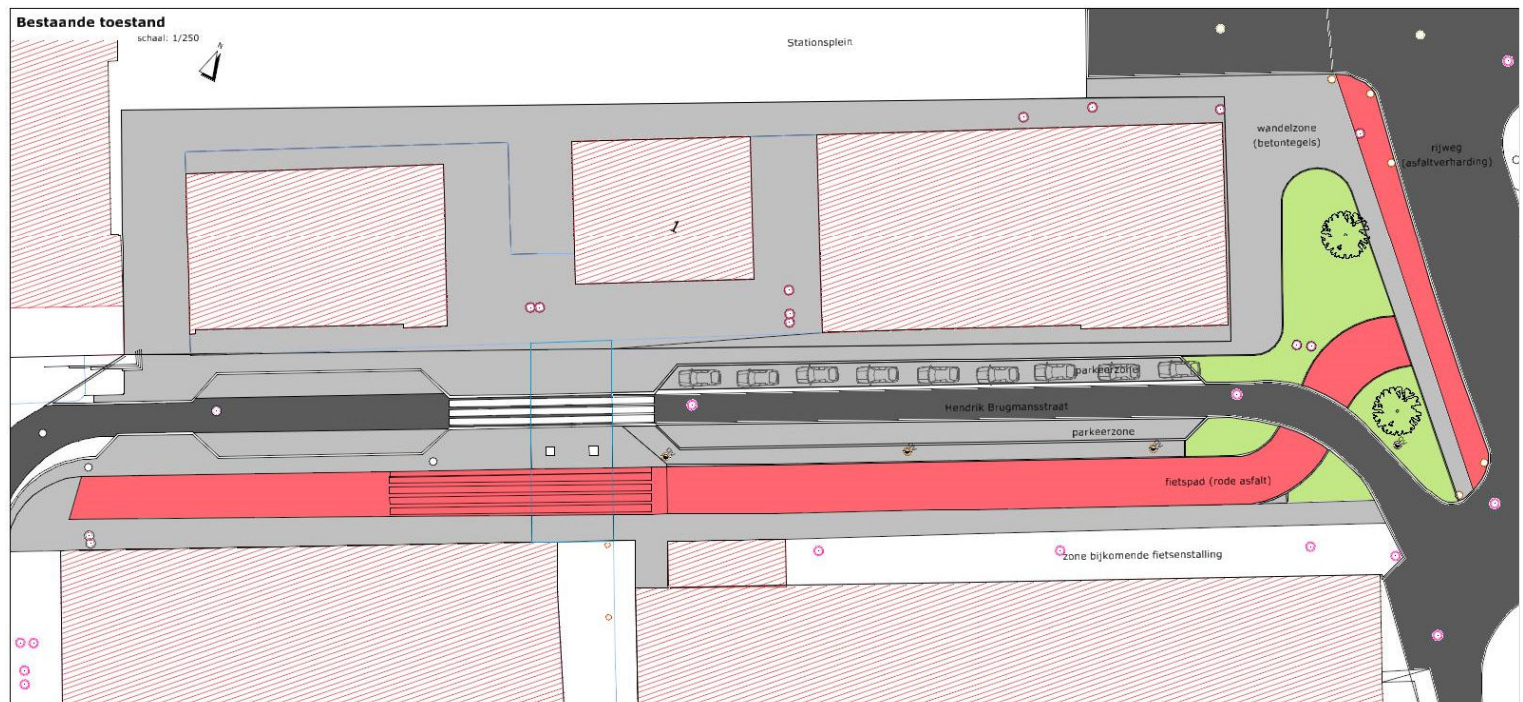 Bestaande toestand
schaal: 1/250
N
Stationsplein
wandelzone
(betontegels)
rijweg
(asfaltverharding)
1
parkeerzone
Hendrik Brugmansstraat
parkeerzone
fietspad (rode asfalt)
zone bijkomende fietsenstalling